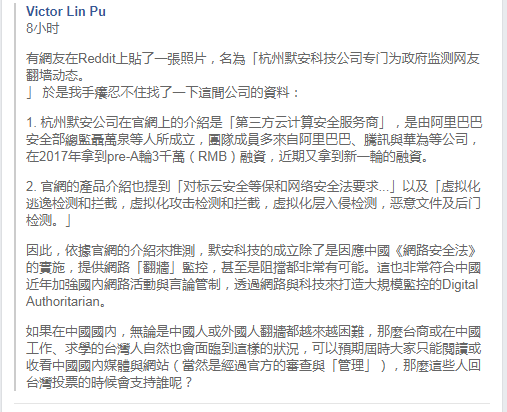 Victor Lin Pu
8小时
有網友在Reddit上貼了一張照片，名為「杭州默安科技公司专门为政府监测网友
翻墙动态。
」 於是我手癢忍不住找了一下這間公司的資料：
1. 杭州默安公司在官網上的介紹是「第三方云计算安全服务商」，是由阿里巴巴
安全部總監聶萬泉等人所成立，團隊成員多來自阿里巴巴、騰訊與華為等公司，
在2017年拿到pre-A輪3千萬（RMB）融資，近期又拿到新一輪的融資。
2. 官網的產品介紹也提到「对标云安全等保和网络安全法要求...」以及「虚拟化
逃逸检测和拦截，虚拟化攻击检测和拦截，虚拟化层入侵检测，恶意文件及后门
检测。」
因此，依據官網的介紹來推測，默安科技的成立除了是因應中國《網路安全法》
的實施，提供網路「翻牆」監控，甚至是阻擋都非常有可能。這也非常符合中國
近年加強國內網路活動與言論管制，透過網路與科技來打造大規模監控的Digital
Authoritarian。
如果在中國國內，無論是中國人或外國人翻牆都越來越困難，那麼台商或在中國
工作、求學的台灣人自然也會面臨到這樣的狀況，可以預期屆時大家只能閱讀或
收看中國國內媒體與網站（當然是經過官方的審查與「管理」），那麼這些人回
台灣投票的時候會支持誰呢？